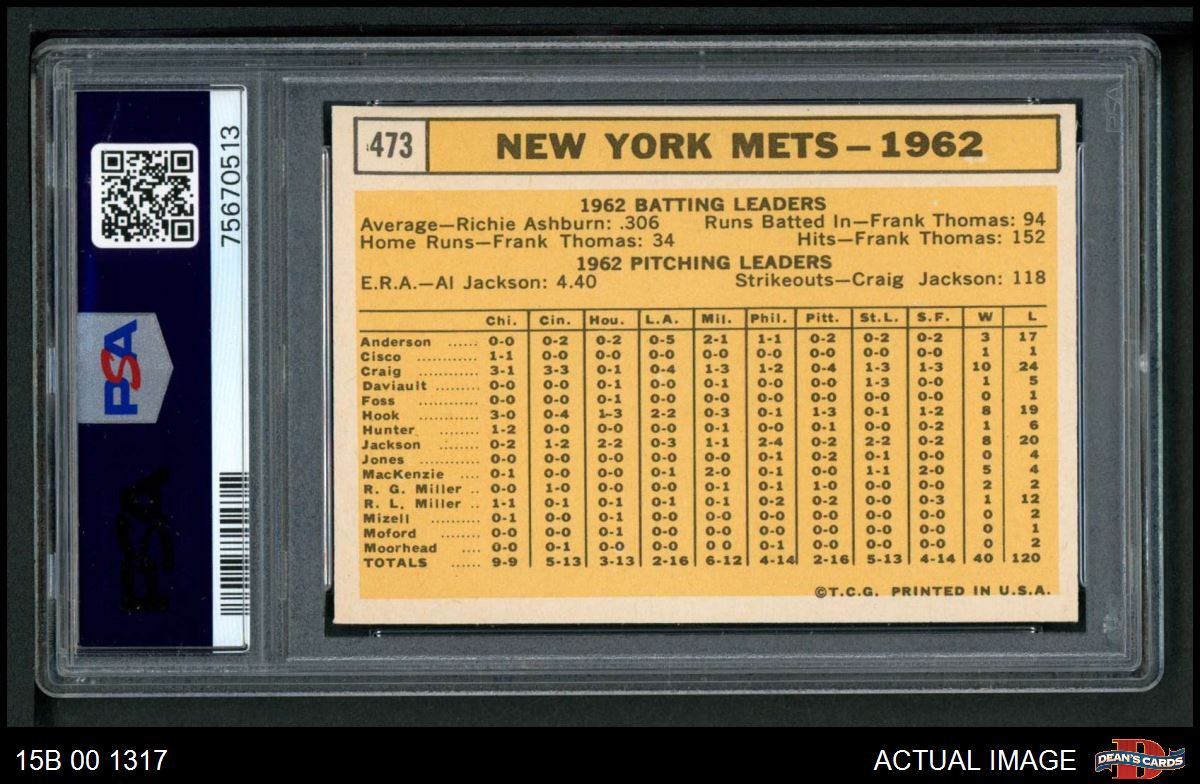 75670513
PSA
473 NEW YORK METS — 1962
1962 BATTING LEADERS
Average—Richie Ashburn: .306 Runs Batted In—Frank Thomas: 94
Home Runs—Frank Thomas: 34 Hits—Frank Thomas: 152
1962 PITCHING LEADERS
E.R.A.—Al Jackson: 4.40 Strikeouts—Craig Jackson: 118
Chi. Cin. Hou. L.A. Mil. Phil. Pitt. St.L. S.F. W L
Anderson ...... 0-0 0-2 0-2 0-5 2-1 1-1 0-2 0-2 0-2 3 17
Cisco ............ 1-1 0-0 0-0 0-0 0-0 0-0 0-0 0-0 0-0 1 1
Craig ............ 3-1 3-3 0-1 0-4 1-3 1-2 0-4 1-3 1-3 10 24
Daviault ........ 0-0 0-0 0-1 0-0 0-1 0-0 0-0 1-3 0-0 1 5
Foss ............ 0-0 0-0 0-1 0-0 0-0 0-0 0-0 0-0 0-0 0 1
Hook ............ 3-0 0-4 1-3 2-2 0-3 0-1 1-3 0-1 1-2 8 19
Hunter ......... 1-2 0-0 0-0 0-0 0-1 0-0 0-1 0-0 0-2 1 6
Jackson ......... 0-2 1-2 2-2 0-3 1-1 2-4 0-2 2-2 0-2 8 20
Jones ............ 0-0 0-0 0-0 0-0 0-0 0-1 0-2 0-1 0-0 0 4
MacKenzie .... 0-1 0-0 0-0 0-1 2-0 0-1 0-0 1-1 2-0 5 4
R. G. Miller .. 0-0 1-0 0-0 0-0 0-1 0-1 1-0 0-0 0-0 2 2
R. L. Miller .. 1-1 0-1 0-1 0-1 0-1 0-2 0-2 0-0 0-3 1 12
Mizell ......... 0-1 0-0 0-1 0-0 0-0 0-0 0-0 0-0 0-0 0 2
Moford ......... 0-0 0-0 0-1 0-0 0-0 0-0 0-0 0-0 0-0 0 1
Moorhead .... 0-0 0-1 0-0 0-0 0 0 0-1 0-0 0-0 0-0 0 2
TOTALS ...... 9-9 5-13 3-13 2-16 6-12 4-14 2-16 5-13 4-14 40 120
©T.C.G. PRINTED IN U.S.A.
PSA
PSA
15B 00 1317
ACTUAL IMAGE
D
DEAN'S CARDS